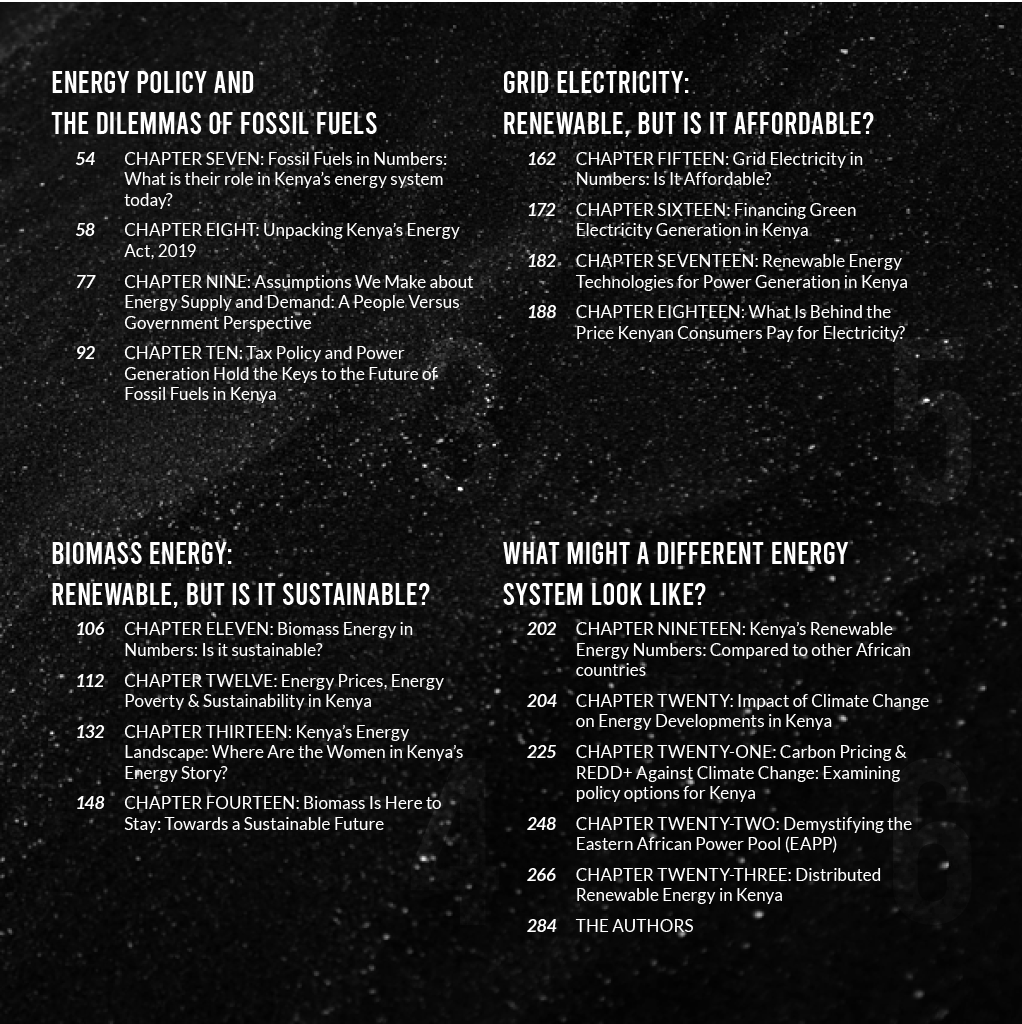 ENERGY POLICY AND
THE DILEMMAS OF FOSSIL FUELS
54 CHAPTER SEVEN: Fossil Fuels in Numbers:
What is their role in Kenya's energy system
today?
58 CHAPTER EIGHT: Unpacking Kenya's Energy
Act, 2019
77 CHAPTER NINE: Assumptions We Make about
Energy Supply and Demand: A People Versus
Government Perspective
92 CHAPTER TEN: Tax Policy and Power
Generation Hold the Keys to the Future of
Fossil Fuels in Kenya
3
BIOMASS ENERGY:
RENEWABLE, BUT IS IT SUSTAINABLE?
106 CHAPTER ELEVEN: Biomass Energy in
Numbers: Is it sustainable?
112 CHAPTER TWELVE: Energy Prices, Energy
Poverty & Sustainability in Kenya
132 CHAPTER THIRTEEN: Kenya's Energy
Landscape: Where Are the Women in Kenya's
Energy Story?
148 CHAPTER FOURTEEN: Biomass Is Here to
Stay: Towards a Sustainable Future
4
GRID ELECTRICITY:
RENEWABLE, BUT IS IT AFFORDABLE?
162 CHAPTER FIFTEEN: Grid Electricity in
Numbers: Is It Affordable?
172 CHAPTER SIXTEEN: Financing Green
Electricity Generation in Kenya
182 CHAPTER SEVENTEEN: Renewable Energy
Technologies for Power Generation in Kenya
188 CHAPTER EIGHTEEN: What Is Behind the
Price Kenyan Consumers Pay for Electricity?
5
WHAT MIGHT A DIFFERENT ENERGY
SYSTEM LOOK LIKE?
202 CHAPTER NINETEEN: Kenya's Renewable
Energy Numbers: Compared to other African
countries
204 CHAPTER TWENTY: Impact of Climate Change
on Energy Developments in Kenya
225 CHAPTER TWENTY-ONE: Carbon Pricing &
REDD+ Against Climate Change: Examining
policy options for Kenya
248 CHAPTER TWENTY-TWO: Demystifying the
Eastern African Power Pool (EAPP)
266 CHAPTER TWENTY-THREE: Distributed
Renewable Energy in Kenya
284 THE AUTHORS
6